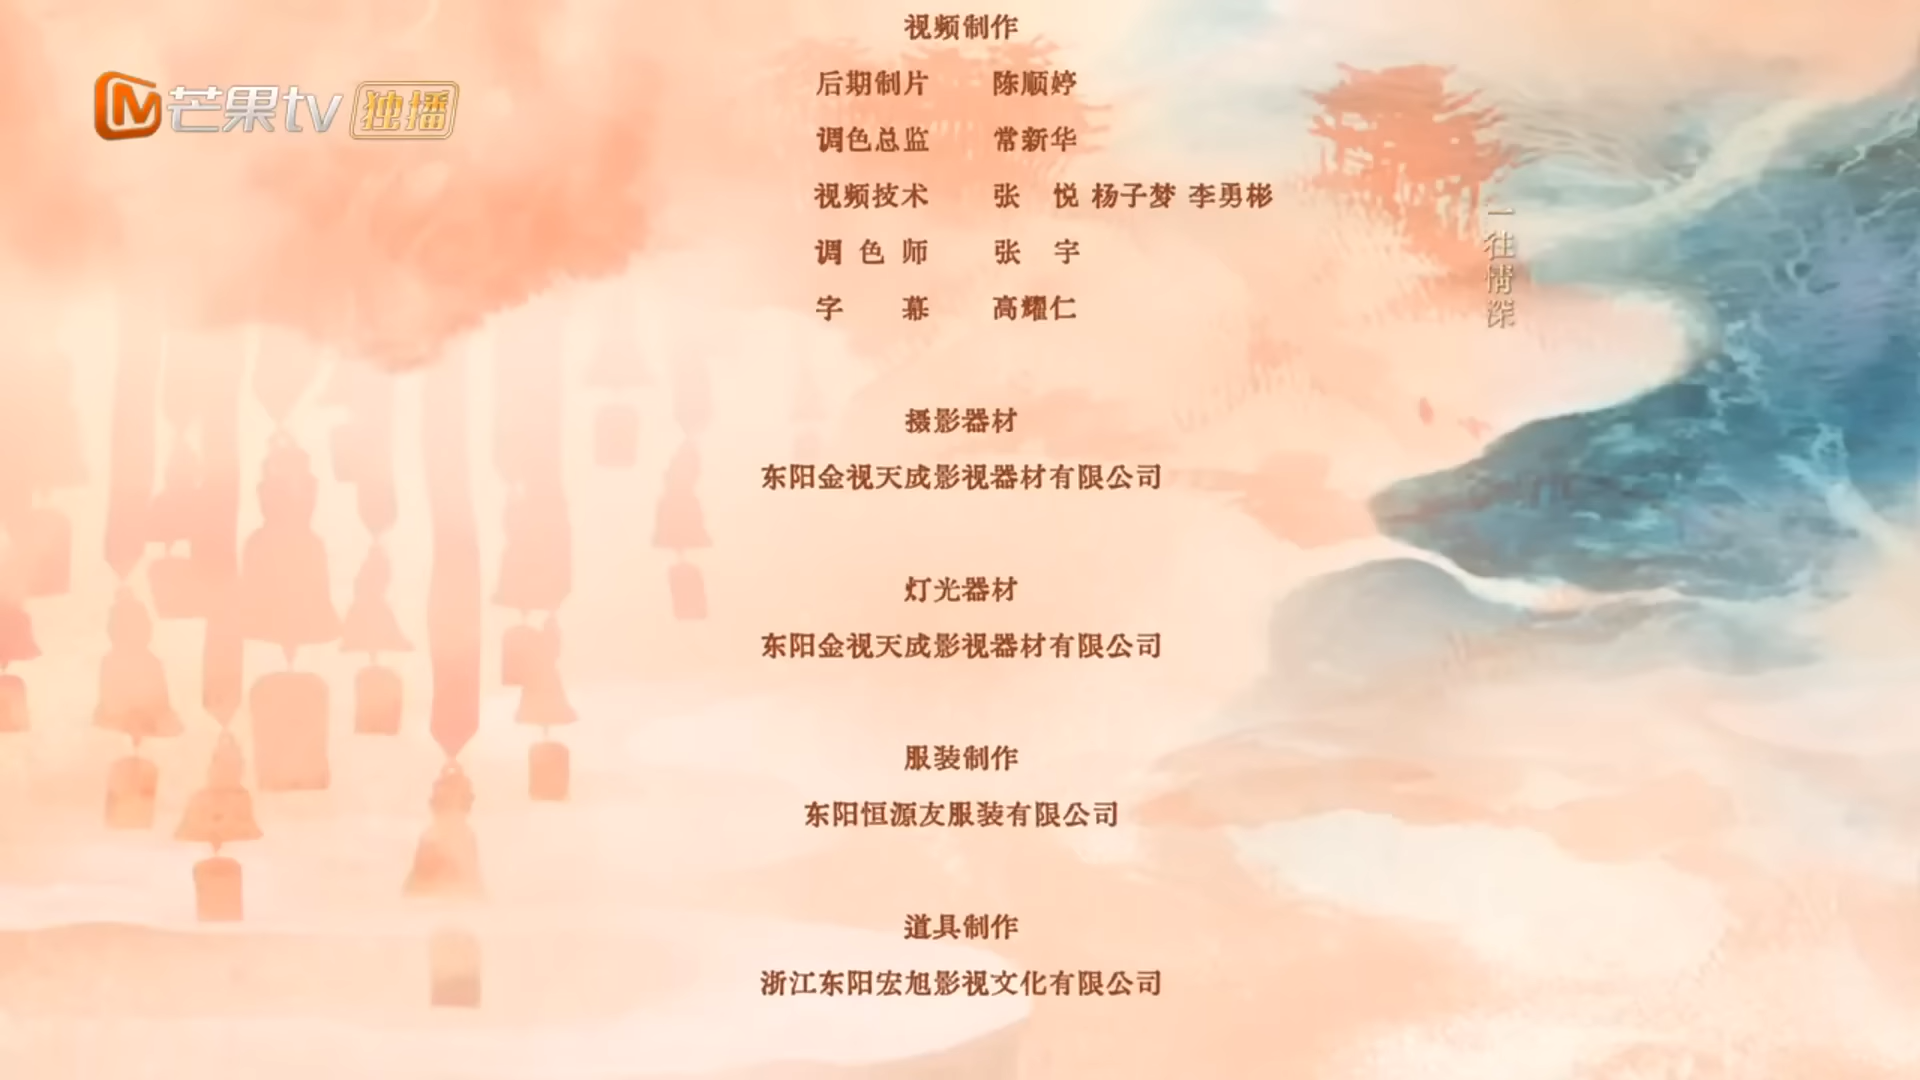 视频制作
芒果tv 独播
后期制片 陈顺婷
调色总监 常新华
视频技术 张 悦 杨子梦 李勇彬
调 色 师 张 宇
字 幕 高耀仁
一往情深
摄影器材
东阳金视天成影视器材有限公司
灯光器材
东阳金视天成影视器材有限公司
服装制作
东阳恒源友服装有限公司
道具制作
浙江东阳宏旭影视文化有限公司